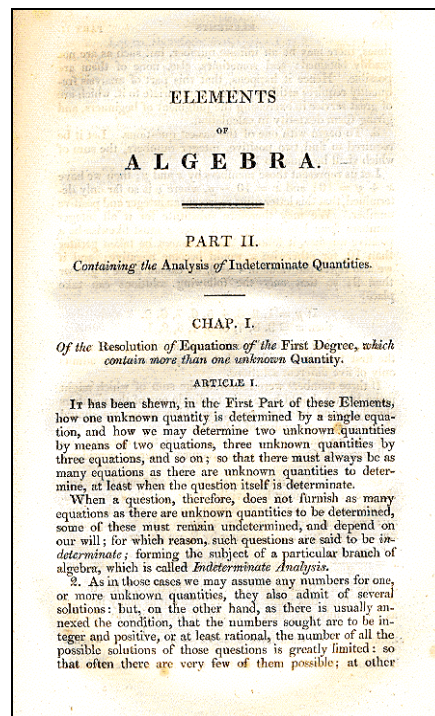 ELEMENTS
OF
ALGEBRA.
PART II.
Containing the Analysis of Indeterminate Quantities.
CHAP. I.
Of the Resolution of Equations of the First Degree, which
contain more than one unknown Quantity.
ARTICLE I.
IT has been shewn, in the First Part of these Elements,
how one unknown quantity is determined by a single equa-
tion, and how we may determine two unknown quantities
by means of two equations, three unknown quantities by
three equations, and so on; so that there must always be as
many equations as there are unknown quantities to deter-
mine, at least when the question itself is determinate.
When a question, therefore, does not furnish as many
equations as there are unknown quantities to be determined,
some of these must remain undetermined, and depend on
our will; for which reason, such questions are said to be in-
determinate; forming the subject of a particular branch of
algebra, which is called Indeterminate Analysis.
2. As in those cases we may assume any numbers for one,
or more unknown quantities, they also admit of several
solutions: but, on the other hand, as there is usually an-
nexed the condition, that the numbers sought are to be in-
teger and positive, or at least rational, the number of all the
possible solutions of those questions is greatly limited: so
that often there are very few of them possible; at other